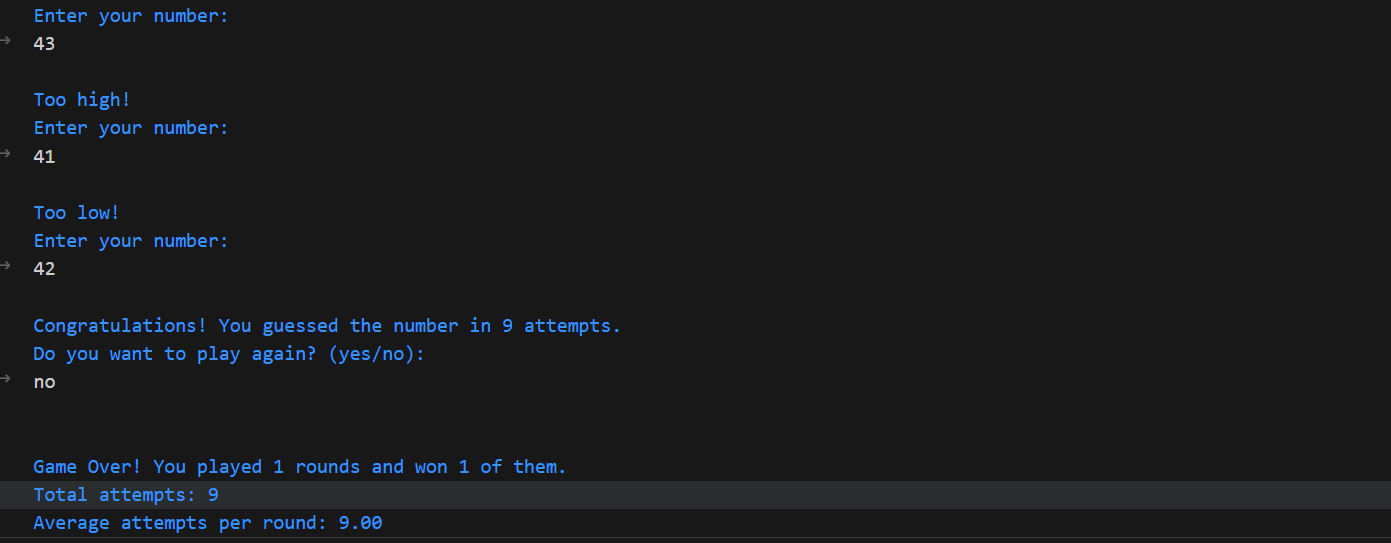 Enter your number:
→ 43
Too high!
Enter your number:
→ 41
Too low!
Enter your number:
→ 42
Congratulations! You guessed the number in 9 attempts.
Do you want to play again? (yes/no):
→ no
Game Over! You played 1 rounds and won 1 of them.
Total attempts: 9
Average attempts per round: 9.00